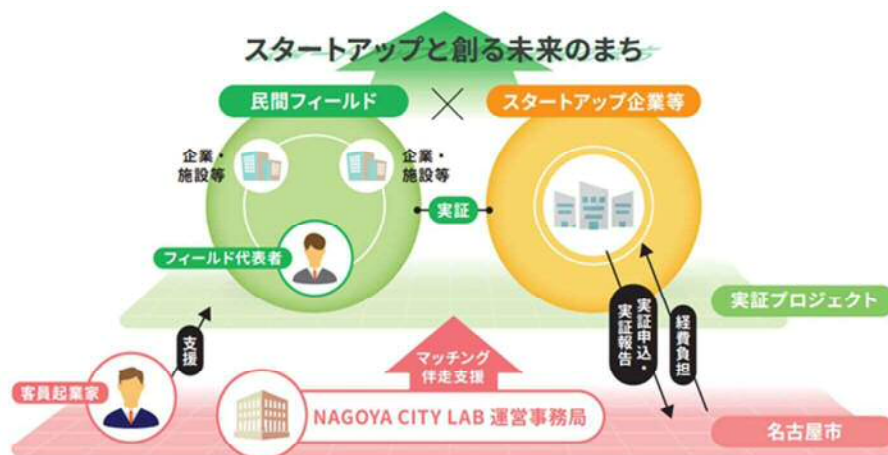 スタートアップと創る未来のまち
民間フィールド
スタートアップ企業等
企業・
施設等
企業・
施設等
実証
フィールド代表者
実証プロジェクト
支援
マッチング
伴走支援
実証申込・
実証報告
経費負担
客員起業家
NAGOYA CITY LAB 運営事務局
名古屋市